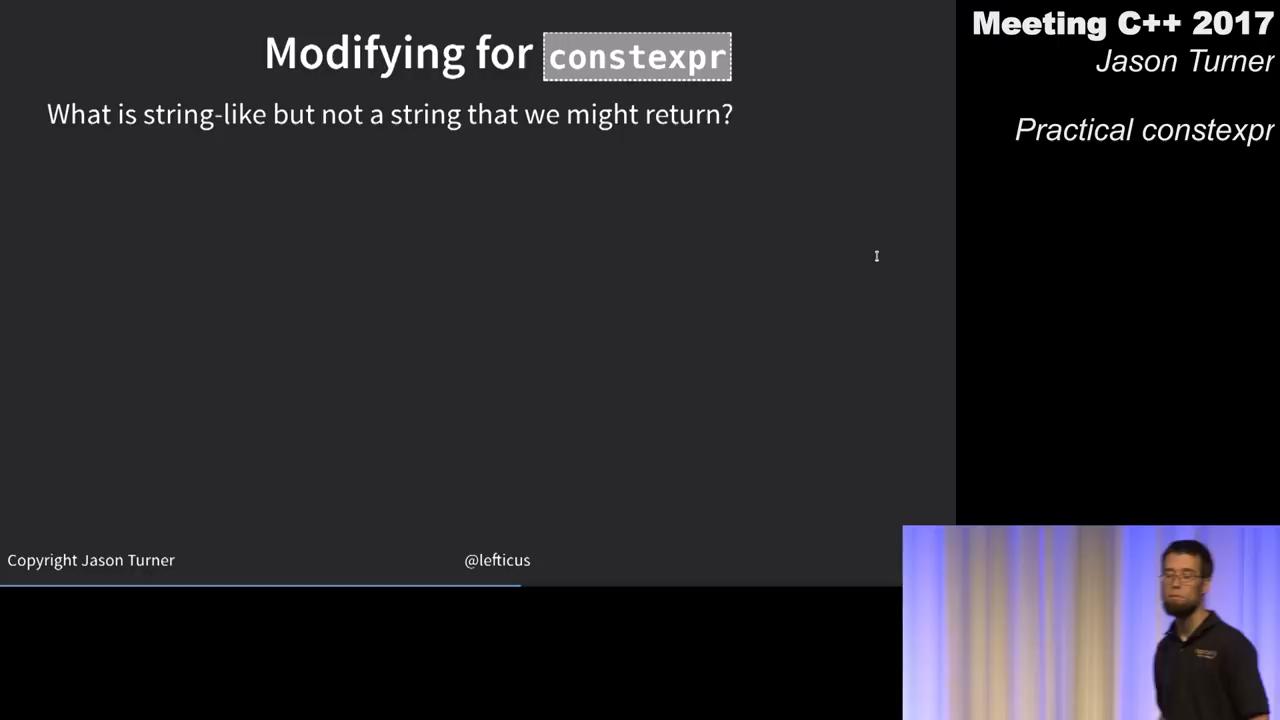 Modifying for constexpr
What is string-like but not a string that we might return?
Copyright Jason Turner
@lefticus
Meeting C++ 2017
Jason Turner
Practical constexpr